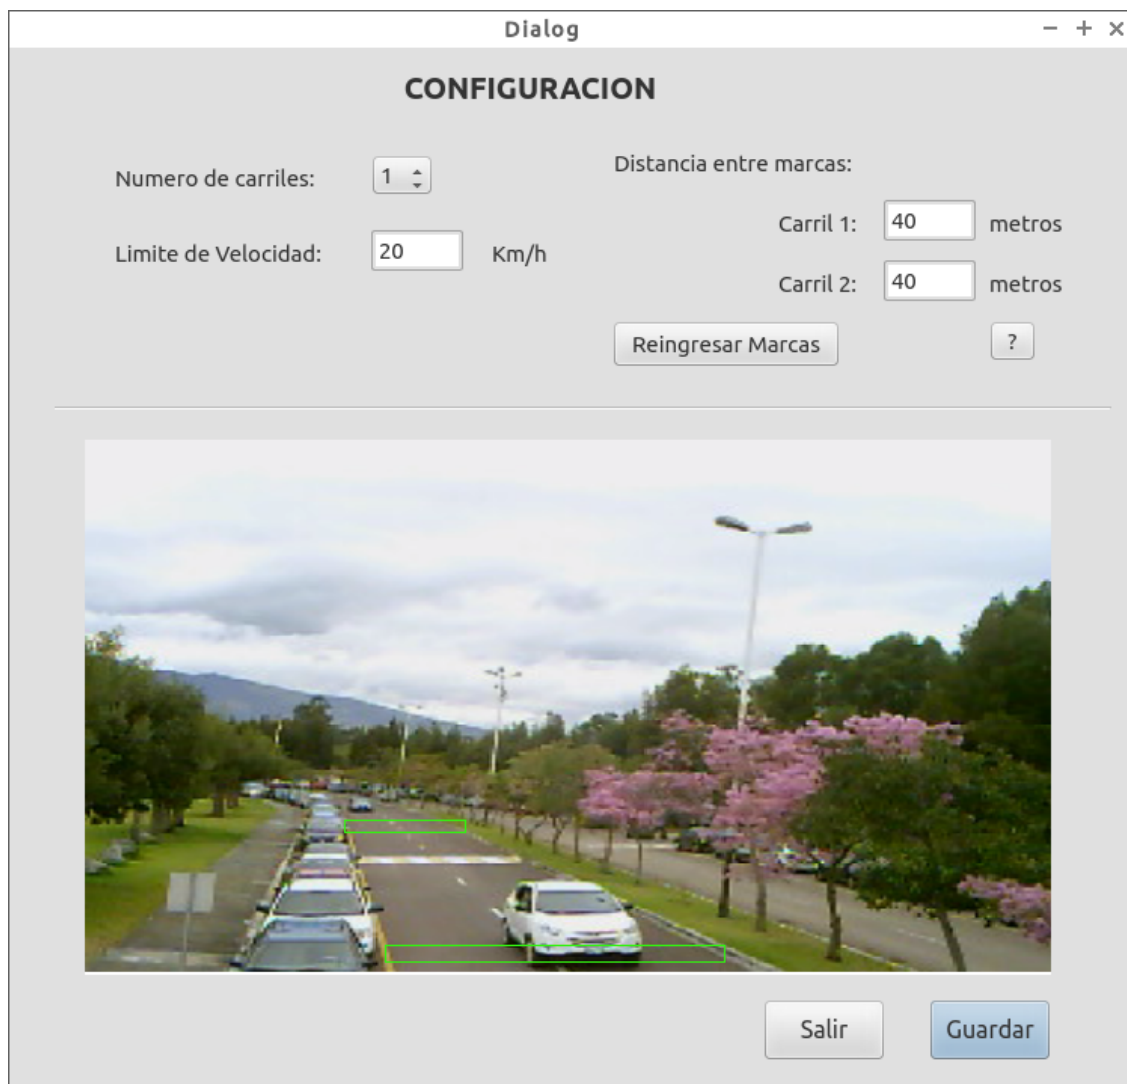 Dialog
CONFIGURACION
Numero de carriles: 1
Limite de Velocidad: 20 Km/h
Distancia entre marcas:
Carril 1: 40 metros
Carril 2: 40 metros
Reingresar Marcas ?
Salir Guardar